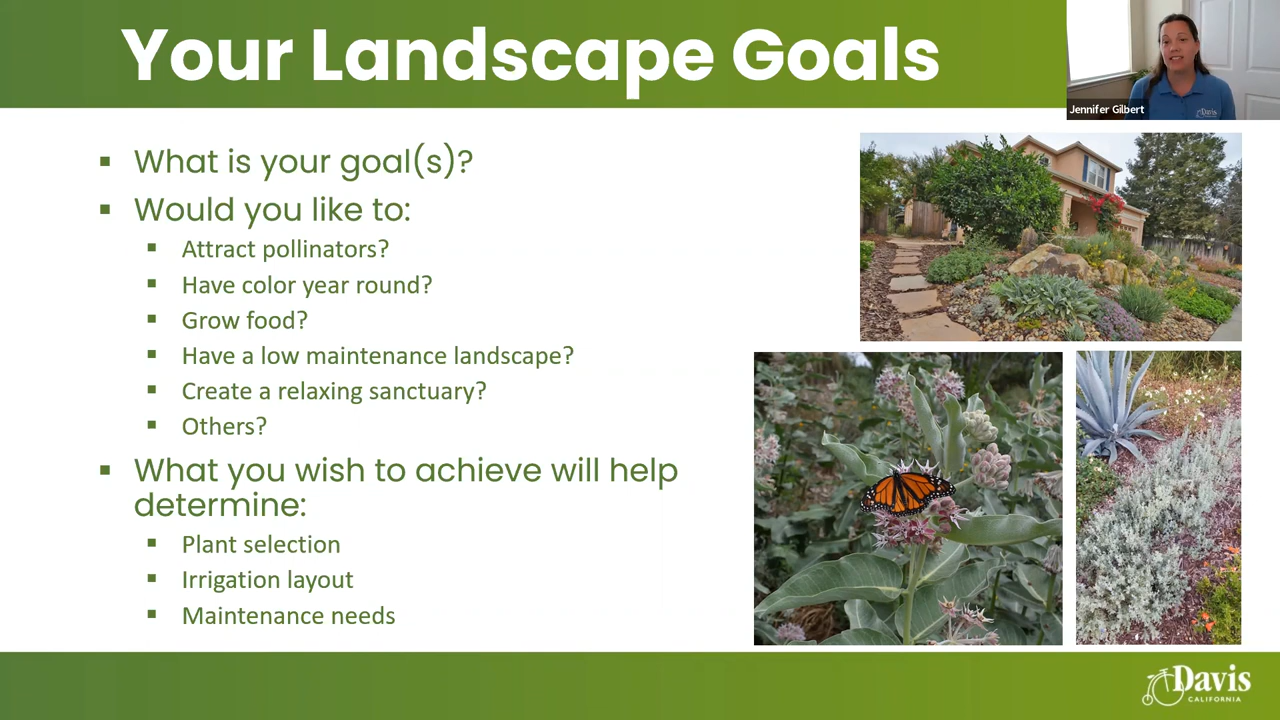 Your Landscape Goals
Jennifer Gilbert
Davis
▪ What is your goal(s)?
▪ Would you like to:
▪ Attract pollinators?
▪ Have color year round?
▪ Grow food?
▪ Have a low maintenance landscape?
▪ Create a relaxing sanctuary?
▪ Others?
▪ What you wish to achieve will help
determine:
▪ Plant selection
▪ Irrigation layout
▪ Maintenance needs
Davis
CALIFORNIA